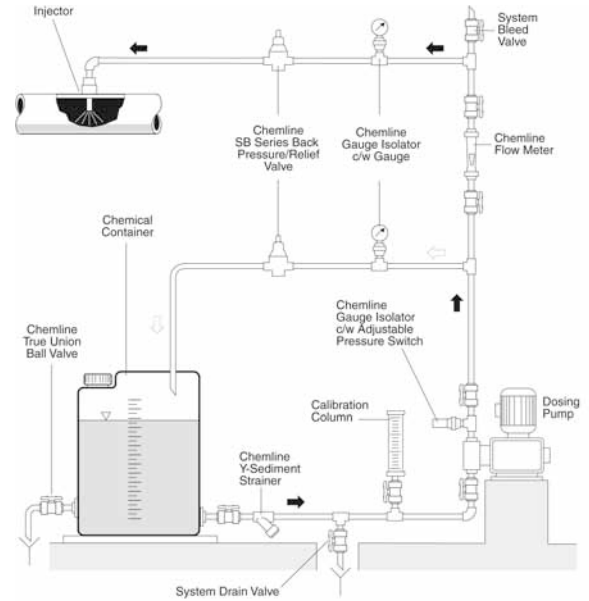 Injector
System
Bleed
Valve
Chemline
SB Series Back
Pressure/Relief
Valve
Chemline
Gauge Isolator
c/w Gauge
Chemline
Flow Meter
Chemical
Container
Chemline
True Union
Ball Valve
Chemline
Gauge Isolator
c/w Adjustable
Pressure Switch
Calibration
Column
Dosing
Pump
Chemline
Y-Sediment
Strainer
System Drain Valve